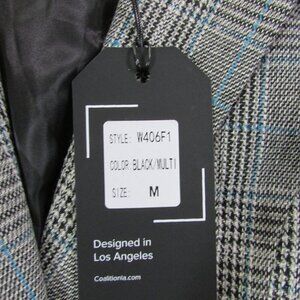 STYLE: W406F1
COLOR:BLACK/MULTI
SIZE: M
Designed in
Los Angeles
Coalitionla.com